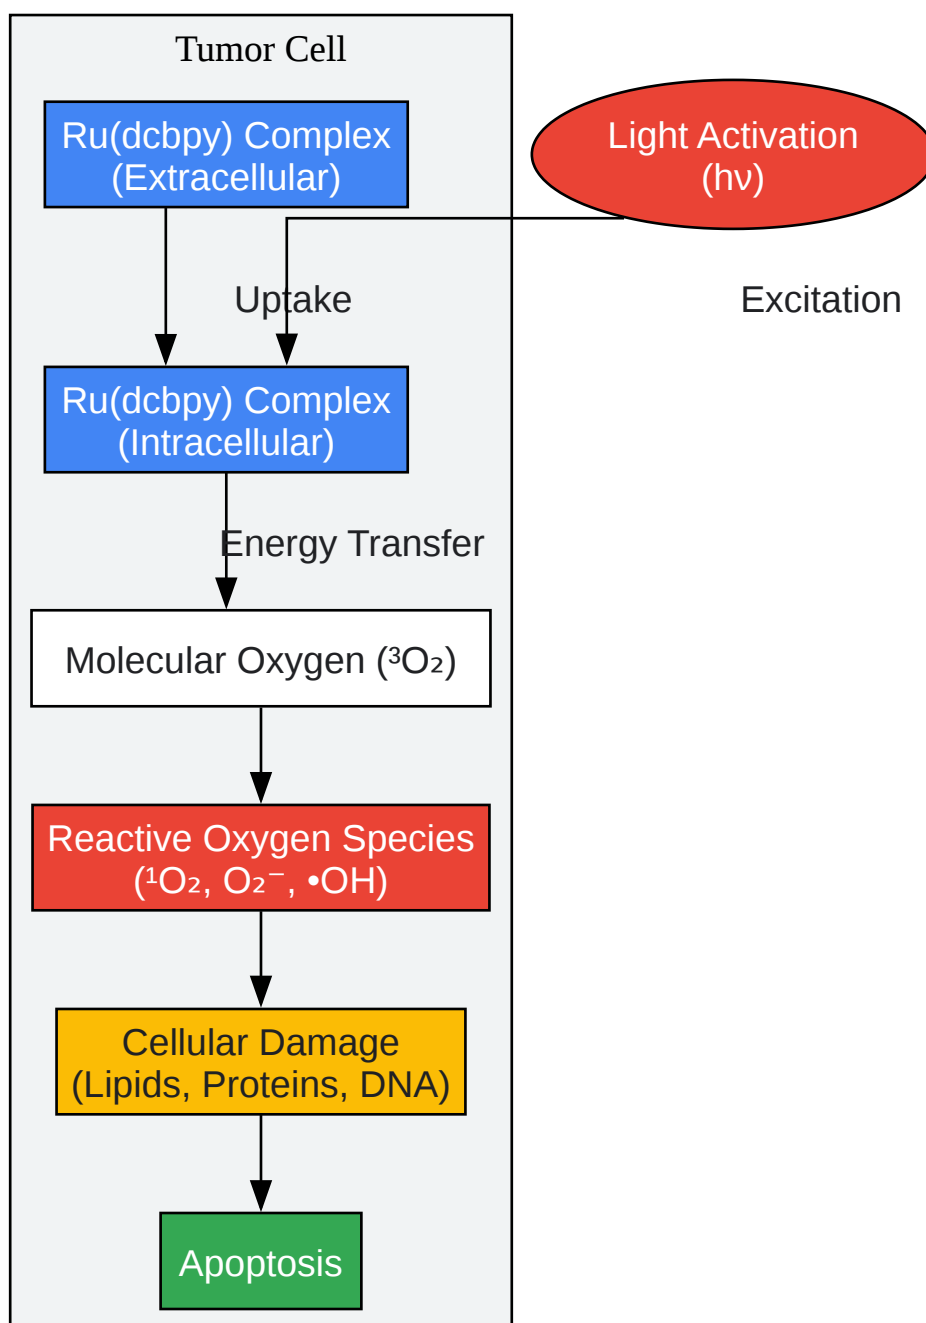 Tumor Cell
Ru(dcbpy) Complex
(Extracellular)
Light Activation
(hν)
Uptake
Excitation
Ru(dcbpy) Complex
(Intracellular)
Energy Transfer
Molecular Oxygen (³O₂)
Reactive Oxygen Species
(¹O₂, O₂⁻, •OH)
Cellular Damage
(Lipids, Proteins, DNA)
Apoptosis